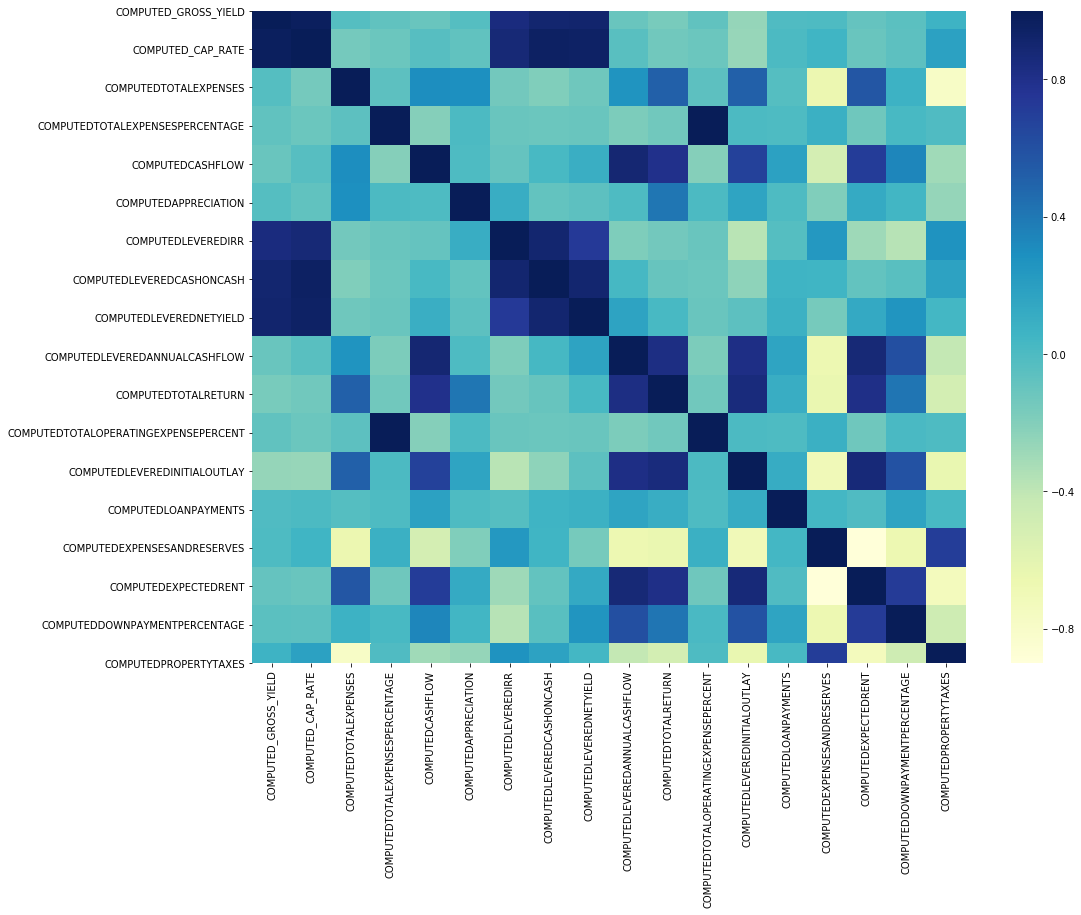 COMPUTED_GROSS_YIELD
COMPUTED_CAP_RATE
COMPUTEDTOTALEXPENSES
COMPUTEDTOTALEXPENSESPERCENTAGE
COMPUTEDCASHFLOW
COMPUTEDAPPRECIATION
COMPUTEDLEVEREDIRR
COMPUTEDLEVEREDCASHONCASH
COMPUTEDLEVEREDNETYIELD
COMPUTEDLEVEREDANNUALCASHFLOW
COMPUTEDTOTALRETURN
COMPUTEDTOTALOPERATINGEXPENSEPERCENT
COMPUTEDLEVEREDINITIALOUTLAY
COMPUTEDLOANPAYMENTS
COMPUTEDEXPENSESANDRESERVES
COMPUTEDEXPECTEDRENT
COMPUTEDDOWNPAYMENTPERCENTAGE
COMPUTEDPROPERTYTAXES
COMPUTED_GROSS_YIELD
COMPUTED_CAP_RATE
COMPUTEDTOTALEXPENSES
COMPUTEDTOTALEXPENSESPERCENTAGE
COMPUTEDCASHFLOW
COMPUTEDAPPRECIATION
COMPUTEDLEVEREDIRR
COMPUTEDLEVEREDCASHONCASH
COMPUTEDLEVEREDNETYIELD
COMPUTEDLEVEREDANNUALCASHFLOW
COMPUTEDTOTALRETURN
COMPUTEDTOTALOPERATINGEXPENSEPERCENT
COMPUTEDLEVEREDINITIALOUTLAY
COMPUTEDLOANPAYMENTS
COMPUTEDEXPENSESANDRESERVES
COMPUTEDEXPECTEDRENT
COMPUTEDDOWNPAYMENTPERCENTAGE
COMPUTEDPROPERTYTAXES
0.8
0.4
0.0
−0.4
−0.8